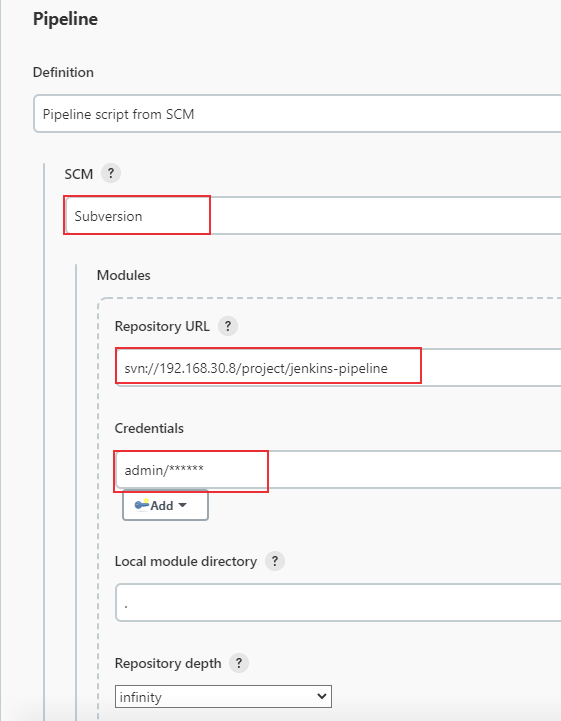 Pipeline
Definition
Pipeline script from SCM
SCM ?
Subversion
Modules
Repository URL ?
svn://192.168.30.8/project/jenkins-pipeline
Credentials
admin/******
Add
Local module directory ?
.
Repository depth ?
infinity